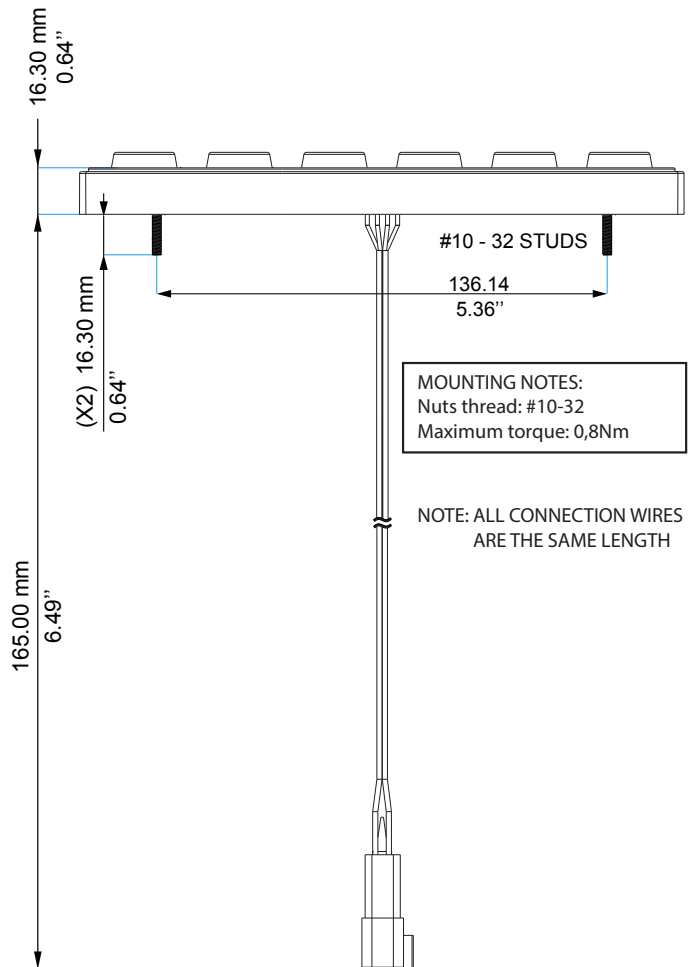 16.30 mm
0.64''
#10 - 32 STUDS
136.14
5.36''
(X2) 16.30 mm
0.64''
MOUNTING NOTES:
Nuts thread: #10-32
Maximum torque: 0,8Nm
NOTE: ALL CONNECTION WIRES
ARE THE SAME LENGTH
165.00 mm
6.49''